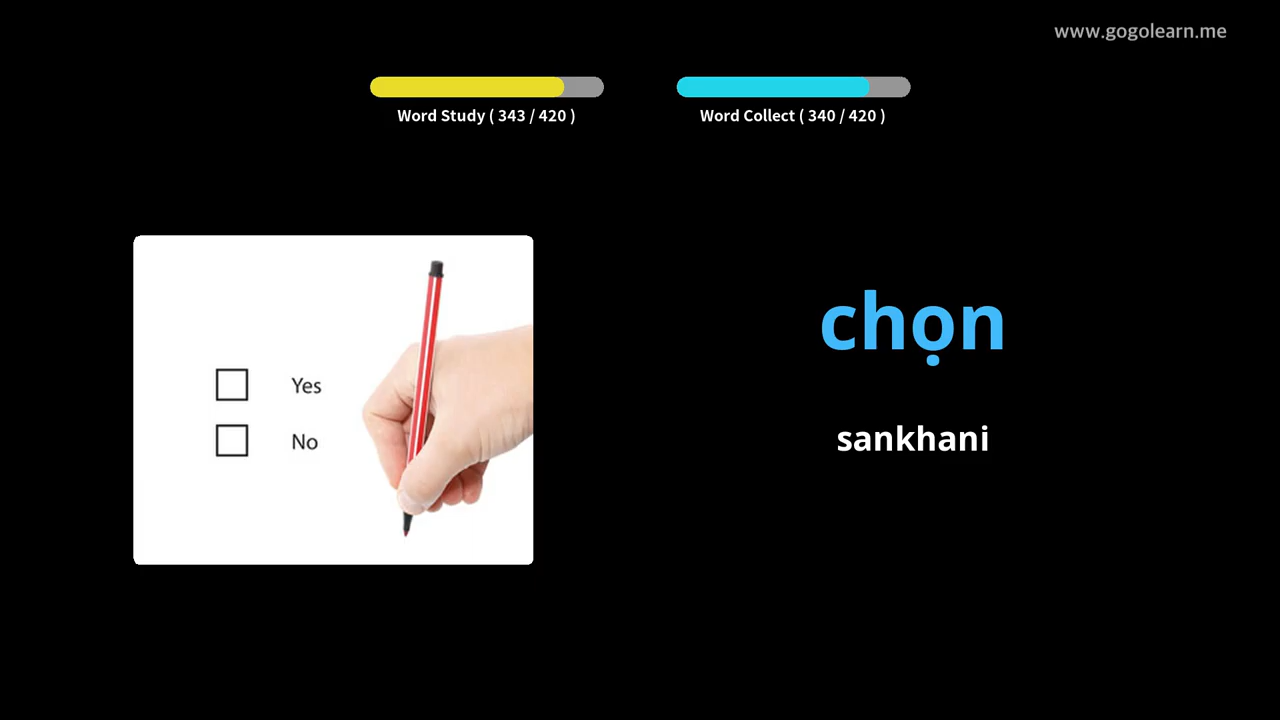 www.gogolearn.me
Word Study ( 343 / 420 )
Word Collect ( 340 / 420 )
Yes
No
chọn
sankhani